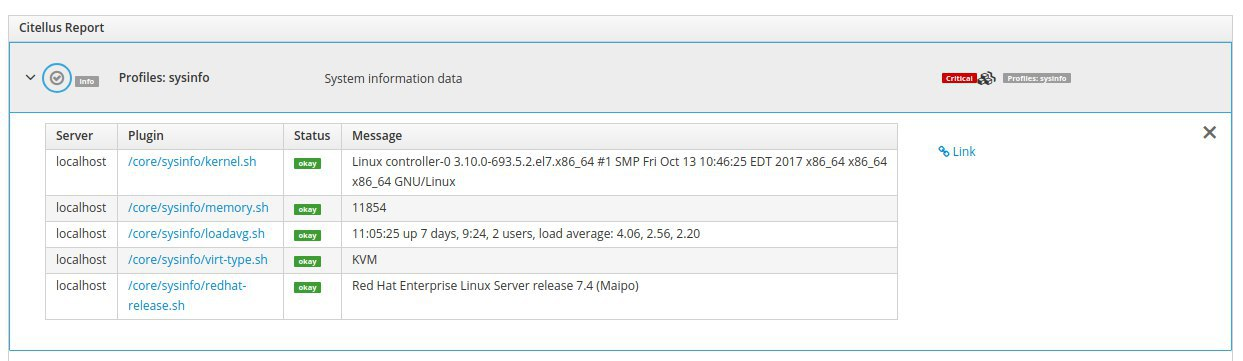 Citellus Report
info Profiles: sysinfo System information data Critical Profiles: sysinfo
Server Plugin Status Message
localhost /core/sysinfo/kernel.sh okay Linux controller-0 3.10.0-693.5.2.el7.x86_64 #1 SMP Fri Oct 13 10:46:25 EDT 2017 x86_64 x86_64
x86_64 GNU/Linux
localhost /core/sysinfo/memory.sh okay 11854
localhost /core/sysinfo/loadavg.sh okay 11:05:25 up 7 days, 9:24, 2 users, load average: 4.06, 2.56, 2.20
localhost /core/sysinfo/virt-type.sh okay KVM
localhost /core/sysinfo/redhat- okay Red Hat Enterprise Linux Server release 7.4 (Maipo)
release.sh
Link